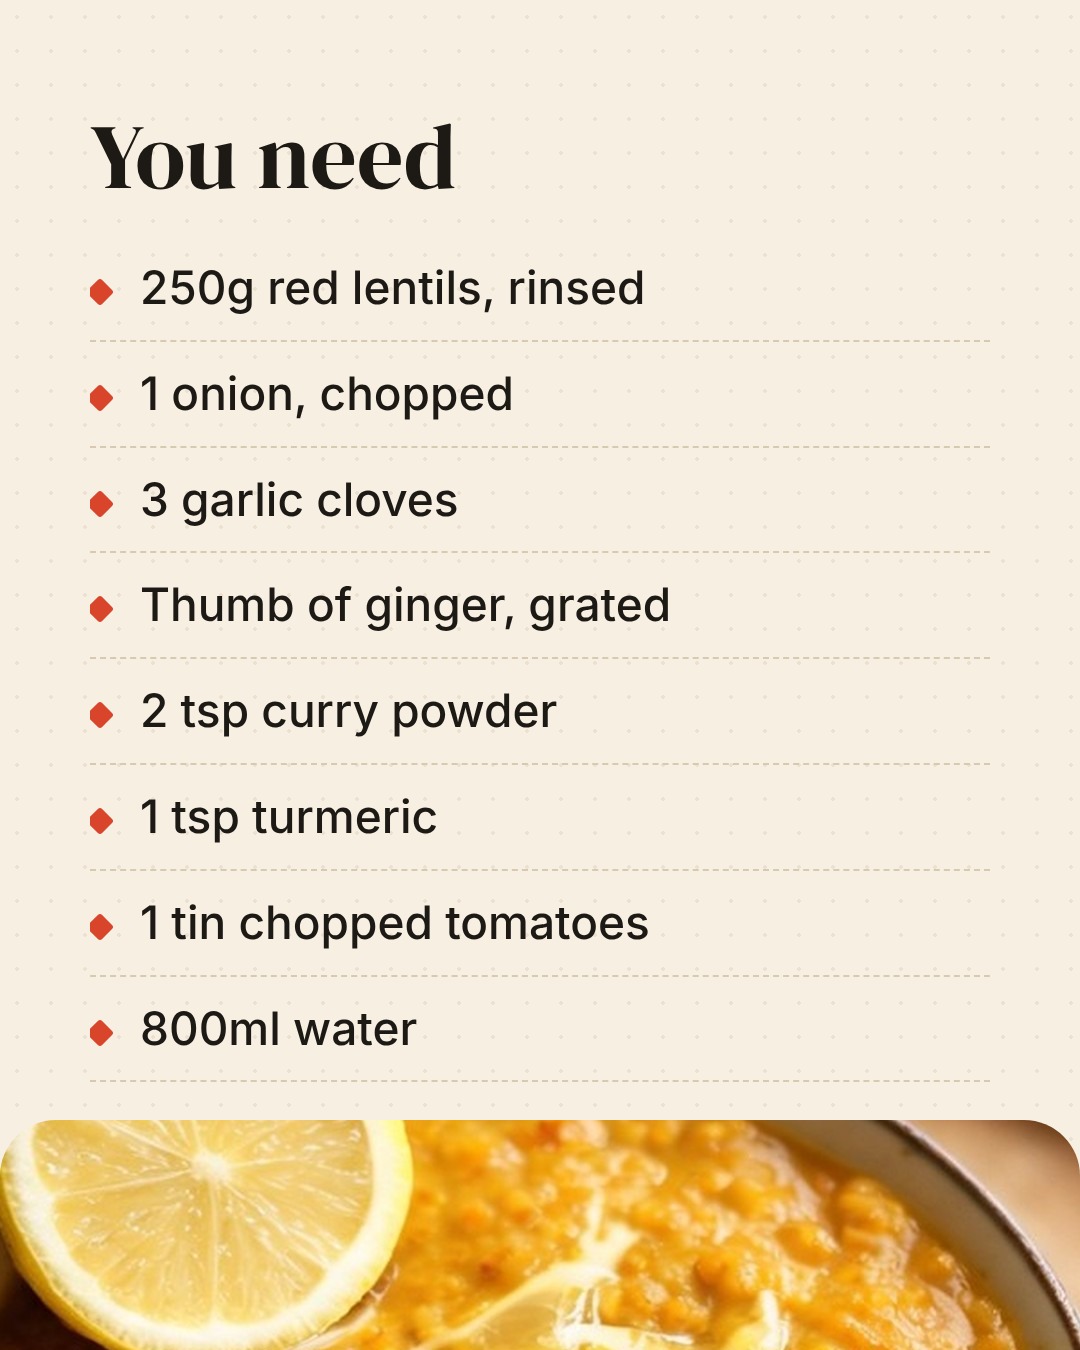 You need
250g red lentils, rinsed
1 onion, chopped
3 garlic cloves
Thumb of ginger, grated
2 tsp curry powder
1 tsp turmeric
1 tin chopped tomatoes
800ml water